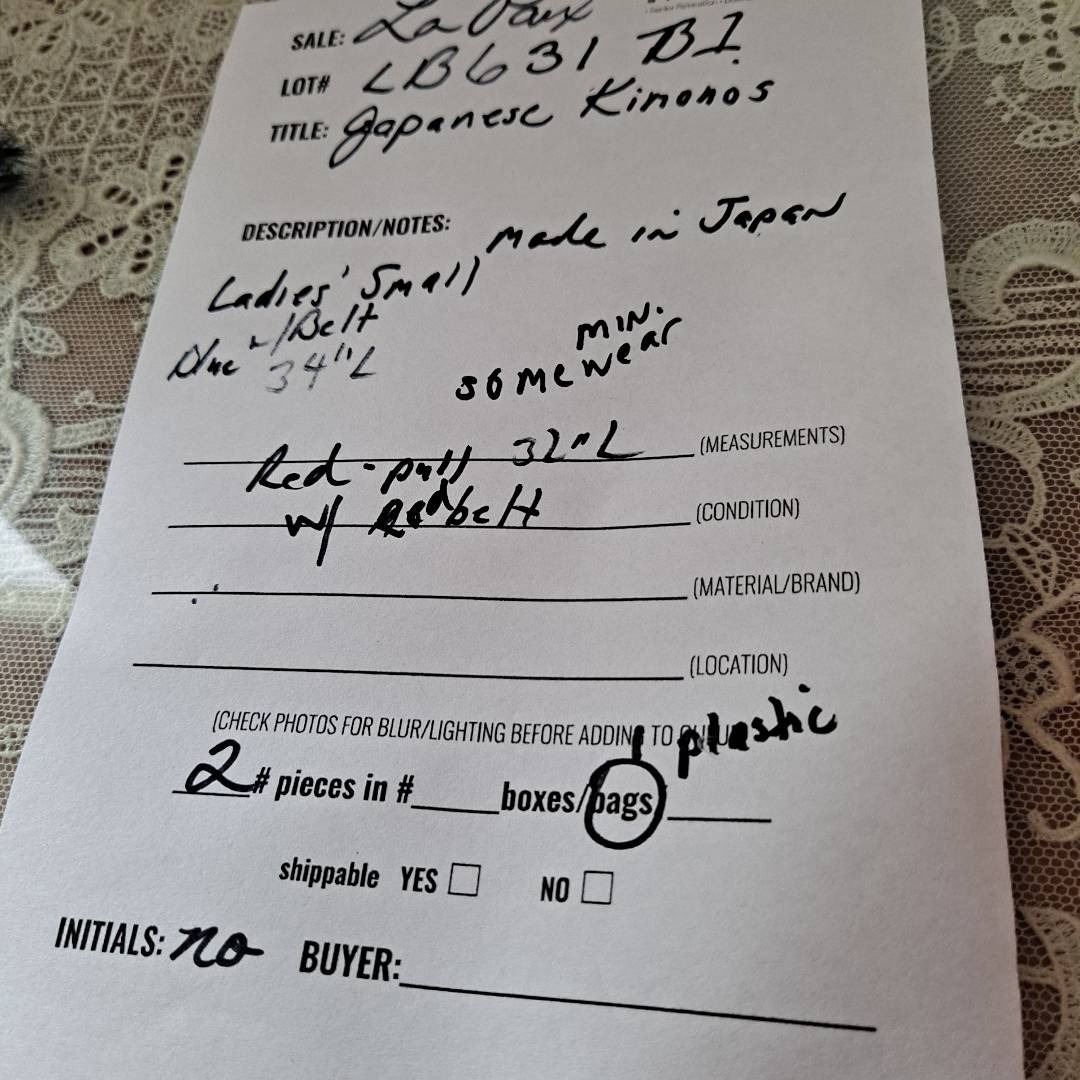 SALE: La Paix
LOT# LB631 BI
TITLE: Japanese Kimonos
DESCRIPTION/NOTES: made in Japan
Ladies' Small
Blue w/Belt
34" L
min.
some wear
Red - pull 32" L (MEASUREMENTS)
w/ red belt (CONDITION)
(MATERIAL/BRAND)
(LOCATION)
(CHECK PHOTOS FOR BLUR/LIGHTING BEFORE ADDING TO
1 plastic
2 # pieces in # boxes/bags
shippable YES NO
INITIALS: no BUYER: